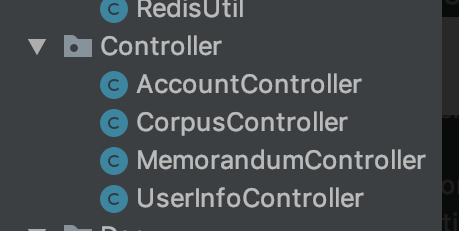 RedisUtil
Controller
C AccountController
C CorpusController
C MemorandumController
C UserInfoController